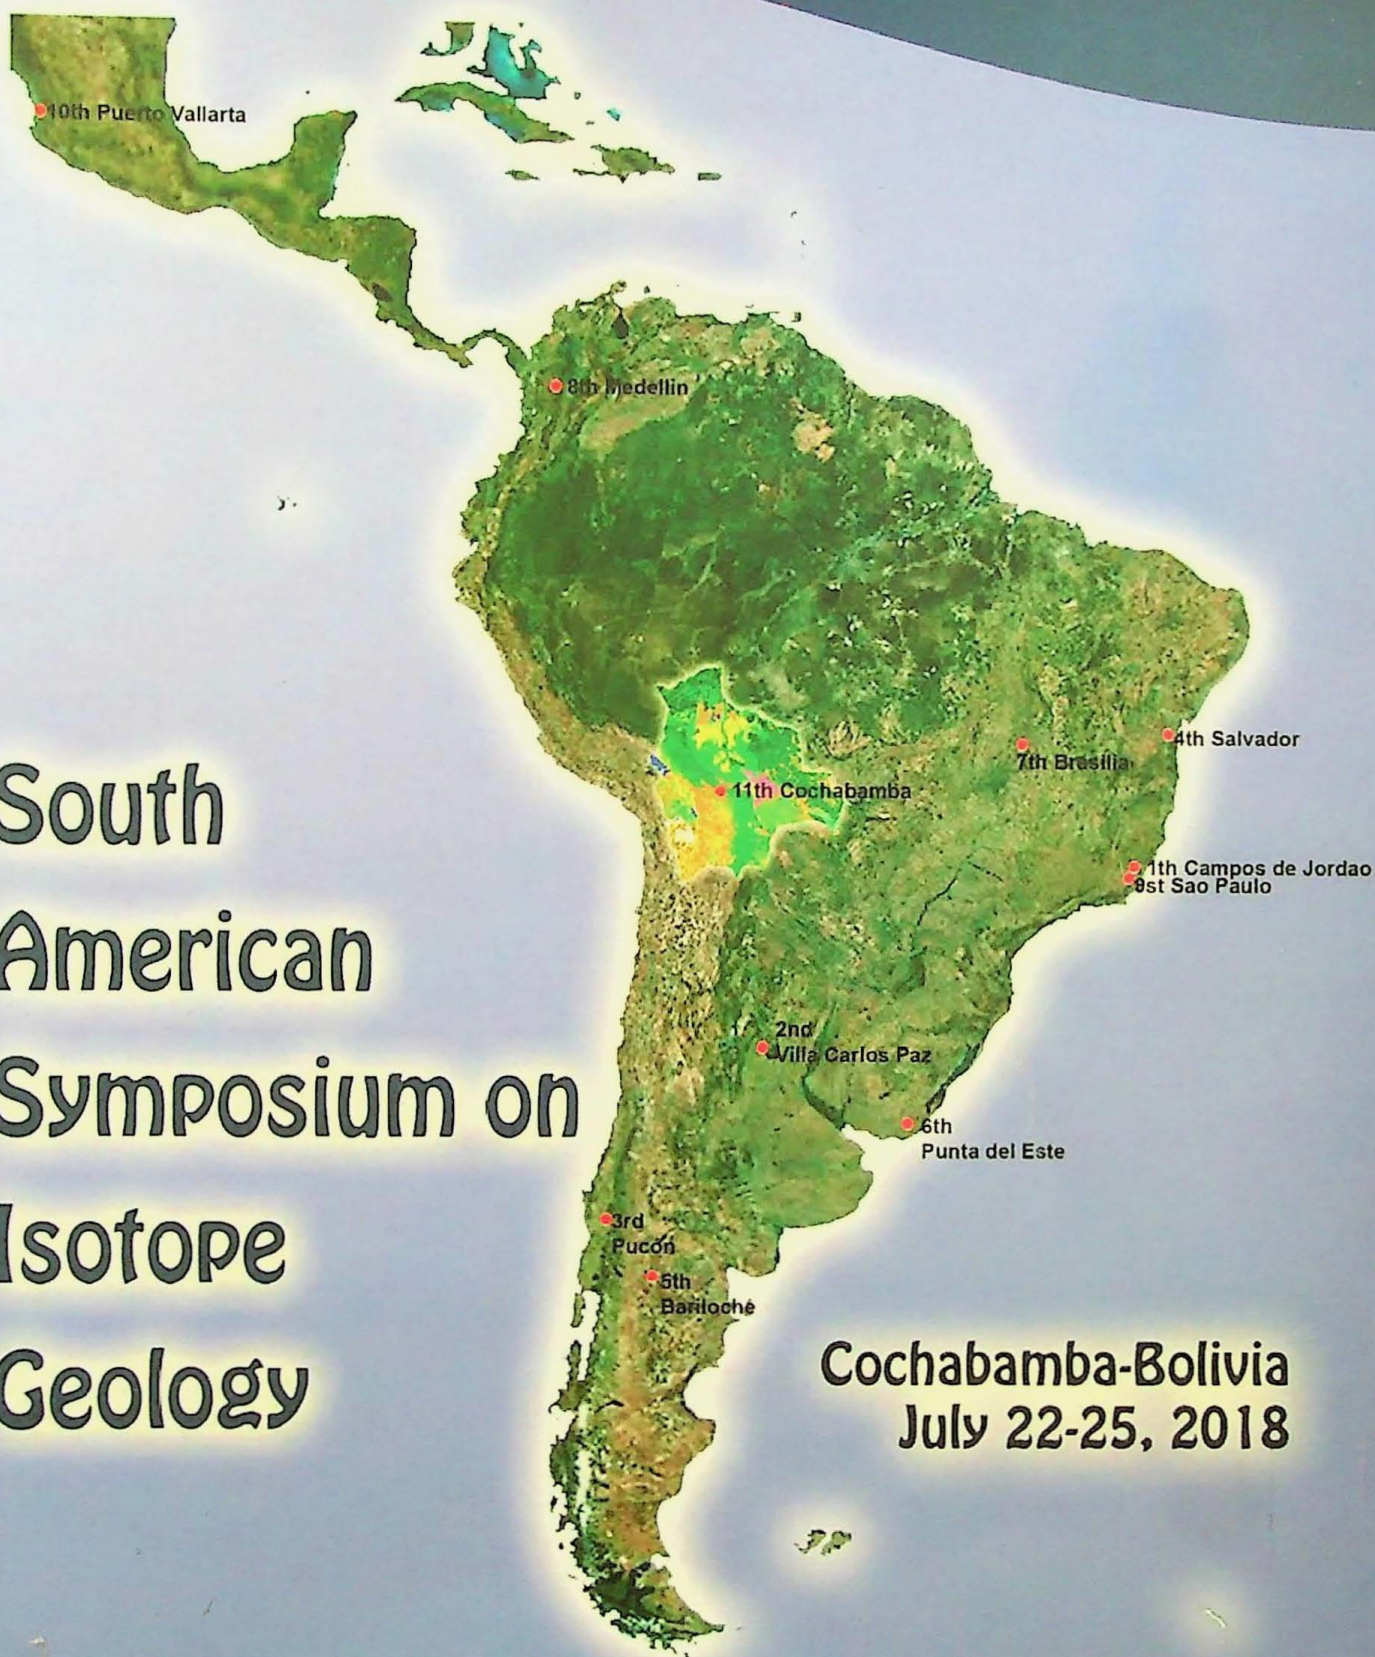 10th Puerto Vallarta
8th Medellin
4th Salvador
7th Brasilia
11th Cochabamba
1th Campos de Jordao
9st Sao Paulo
2nd
Villa Carlos Paz
6th
Punta del Este
3rd
Pucón
5th
Bariloche
South
American
Symposium on
Isotope
Geology
Cochabamba-Bolivia
July 22-25, 2018